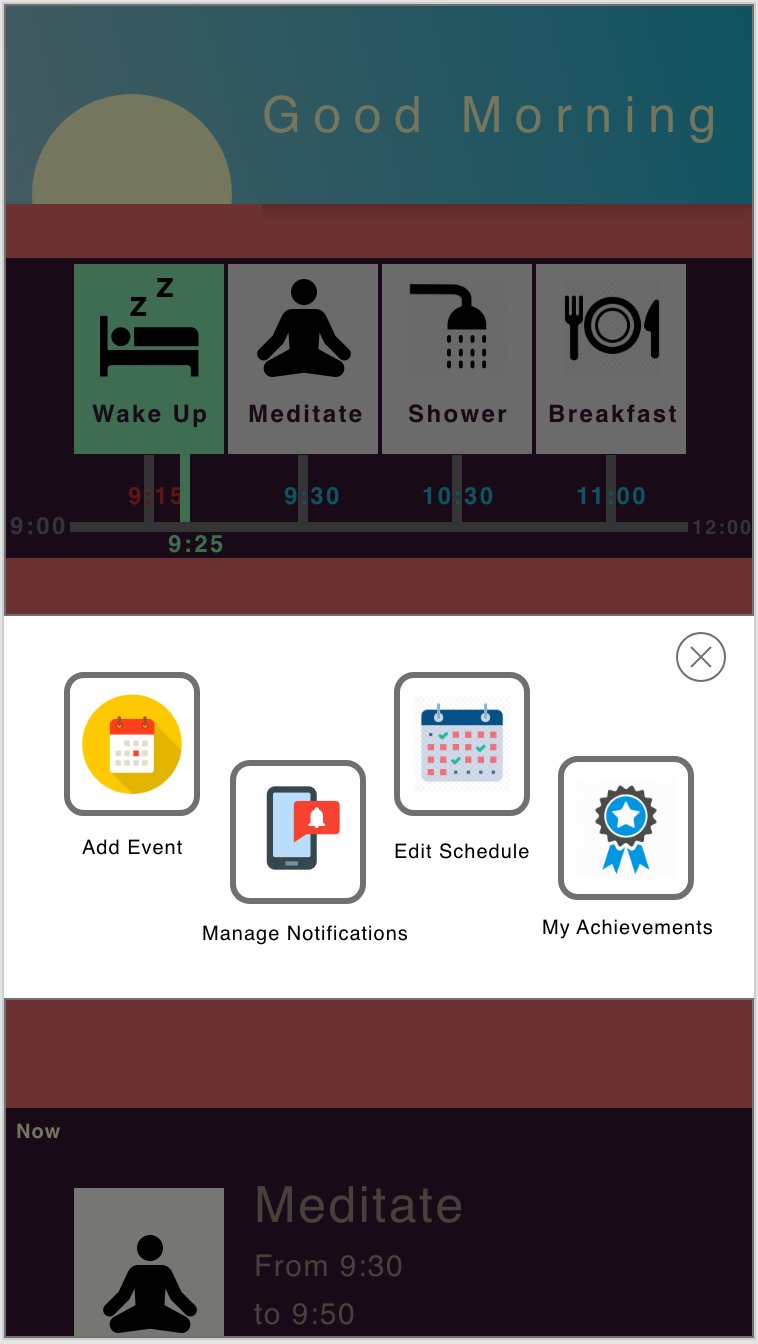 Good Morning
z
z
Wake Up
Meditate
Shower
Breakfast
9:15
9:30
10:30
11:00
9:00
12:00
9:25
Add Event
Edit Schedule
Manage Notifications
My Achievements
Now
Meditate
From 9:30
to 9:50